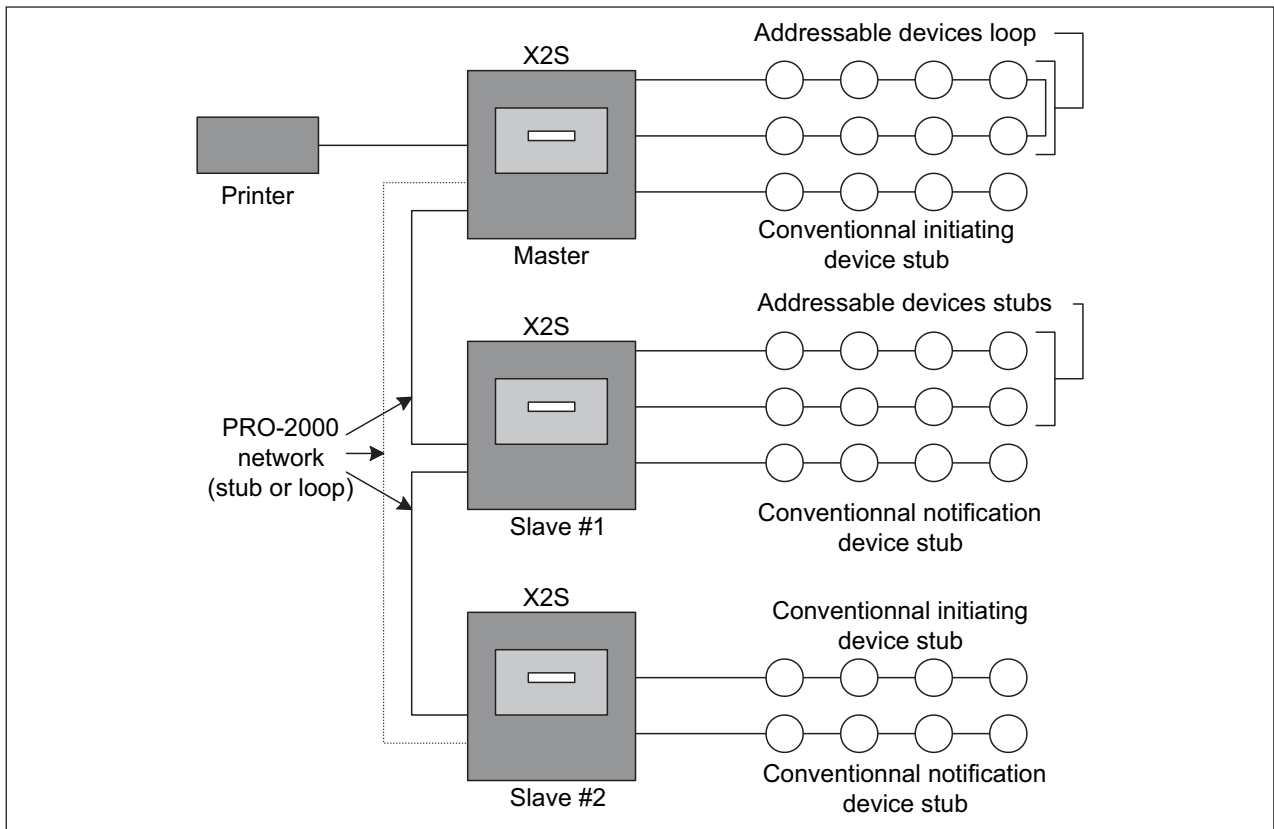 Addressable devices loop
X2S
Printer
Master
Conventionnal initiating
device stub
Addressable devices stubs
X2S
PRO-2000
network
(stub or loop)
Slave #1
Conventionnal notification
device stub
X2S
Conventionnal initiating
device stub
Slave #2
Conventionnal notification
device stub